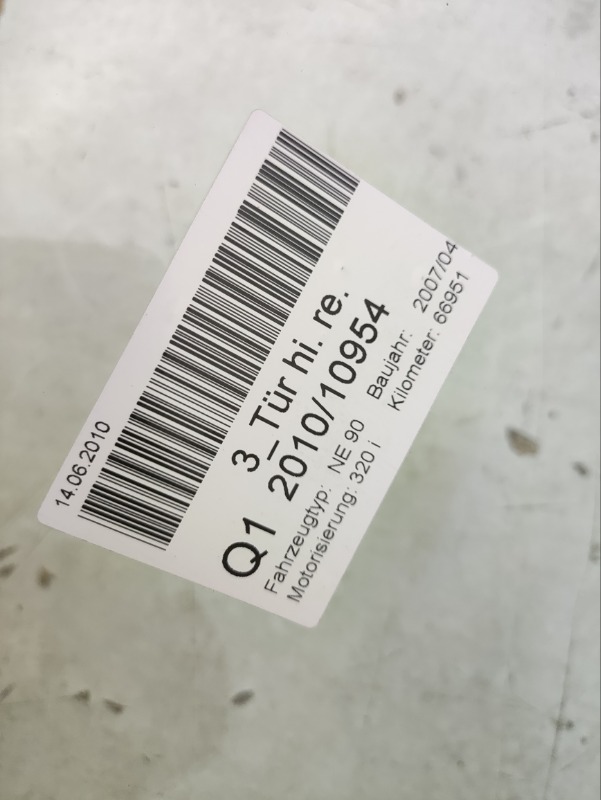 14.06.2010
3_Tür hi. re.
Q1 2010/10954
Fahrzeugtyp: NE 90 Baujahr: 2007/04
Motorisierung: 320 i Kilometer: 66951